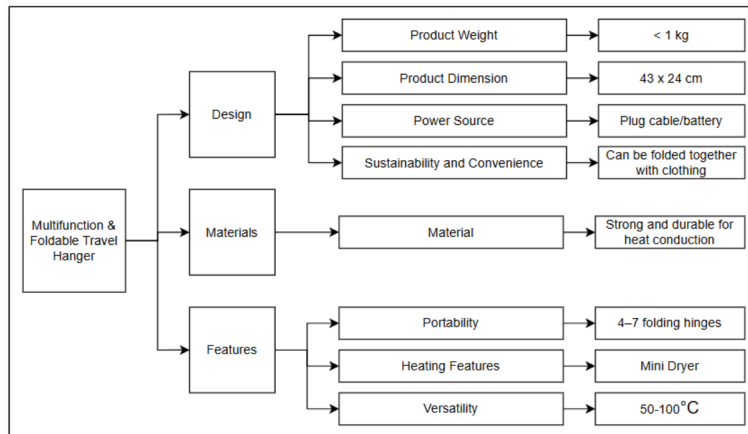 Multifunction &
Foldable Travel
Hanger
Design
Product Weight
< 1 kg
Product Dimension
43 x 24 cm
Power Source
Plug cable/battery
Sustainability and Convenience
Can be folded together
with clothing
Materials
Material
Strong and durable for
heat conduction
Features
Portability
4–7 folding hinges
Heating Features
Mini Dryer
Versatility
50-100°C